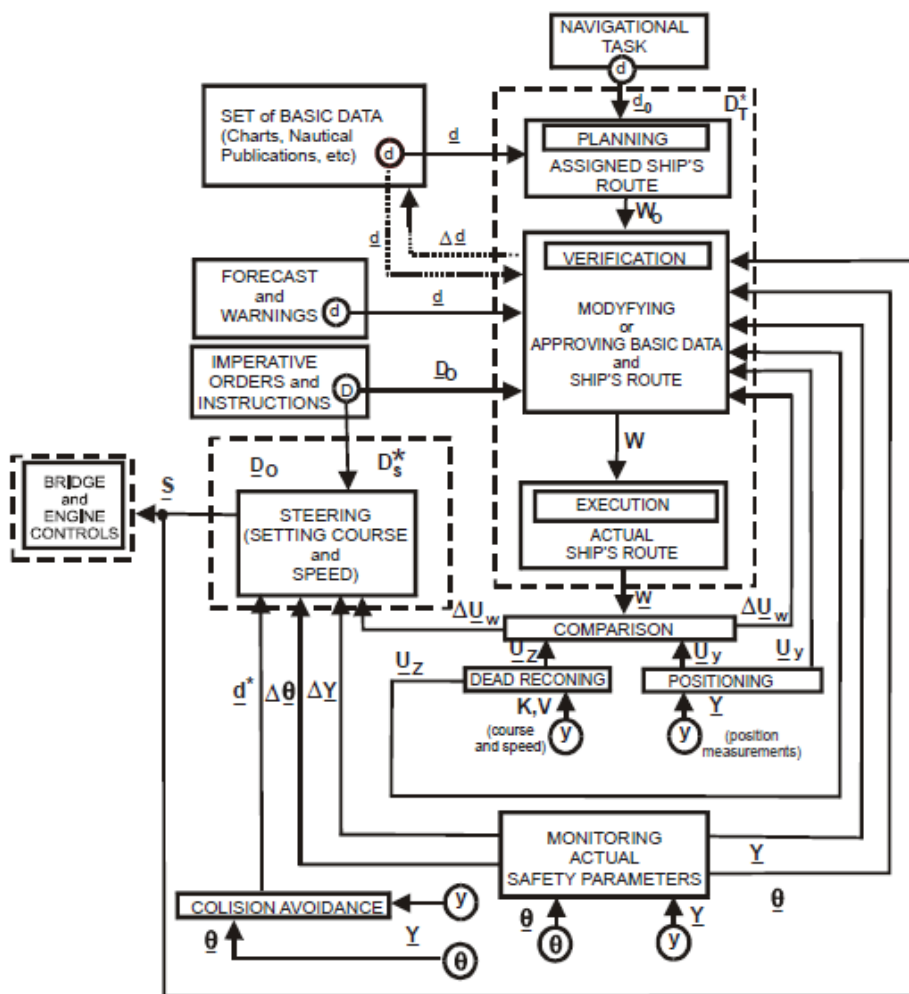 NAVIGATIONAL
TASK
d
d₀
D*T
SET of BASIC DATA
(Charts, Nautical
Publications, etc)
d
d
PLANNING
ASSIGNED SHIP'S
ROUTE
W₀
d
Δ d
VERIFICATION
MODYFYING
or
APPROVING BASIC DATA
and
SHIP'S ROUTE
FORECAST
and
WARNINGS
d
d
IMPERATIVE
ORDERS and
INSTRUCTIONS
D
D₀
W
D₀
D*s
BRIDGE
and
ENGINE
CONTROLS
S
STEERING
(SETTING COURSE
and
SPEED)
EXECUTION
ACTUAL
SHIP'S ROUTE
w
ΔUw
COMPARISON
ΔUw
Uz
Uz
Uy
Uy
DEAD RECONING
POSITIONING
d*
Δθ
ΔY
K,V
(course
and speed)
y
Y
y
(position
measurements)
MONITORING
ACTUAL
SAFETY PARAMETERS
Y
θ
COLISION AVOIDANCE
y
θ
Y
θ
θ
θ
Y
y